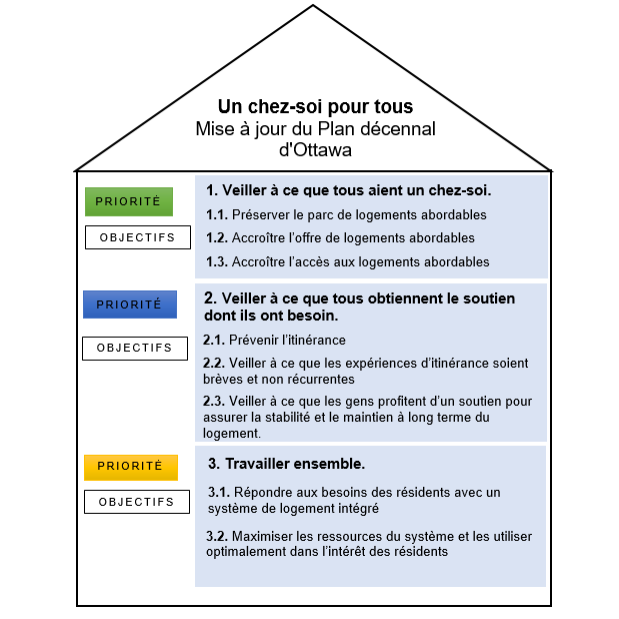 Un chez-soi pour tous
Mise à jour du Plan décennal
d'Ottawa
PRIORITÉ
1. Veiller à ce que tous aient un chez-soi.
1.1. Préserver le parc de logements abordables
OBJECTIFS
1.2. Accroître l’offre de logements abordables
1.3. Accroître l’accès aux logements abordables
PRIORITÉ
2. Veiller à ce que tous obtiennent le soutien
dont ils ont besoin.
OBJECTIFS
2.1. Prévenir l’itinérance
2.2. Veiller à ce que les expériences d’itinérance soient
brèves et non récurrentes
2.3. Veiller à ce que les gens profitent d’un soutien pour
assurer la stabilité et le maintien à long terme du
logement.
PRIORITÉ
3. Travailler ensemble.
OBJECTIFS
3.1. Répondre aux besoins des résidents avec un
système de logement intégré
3.2. Maximiser les ressources du système et les utiliser
optimalement dans l’intérêt des résidents